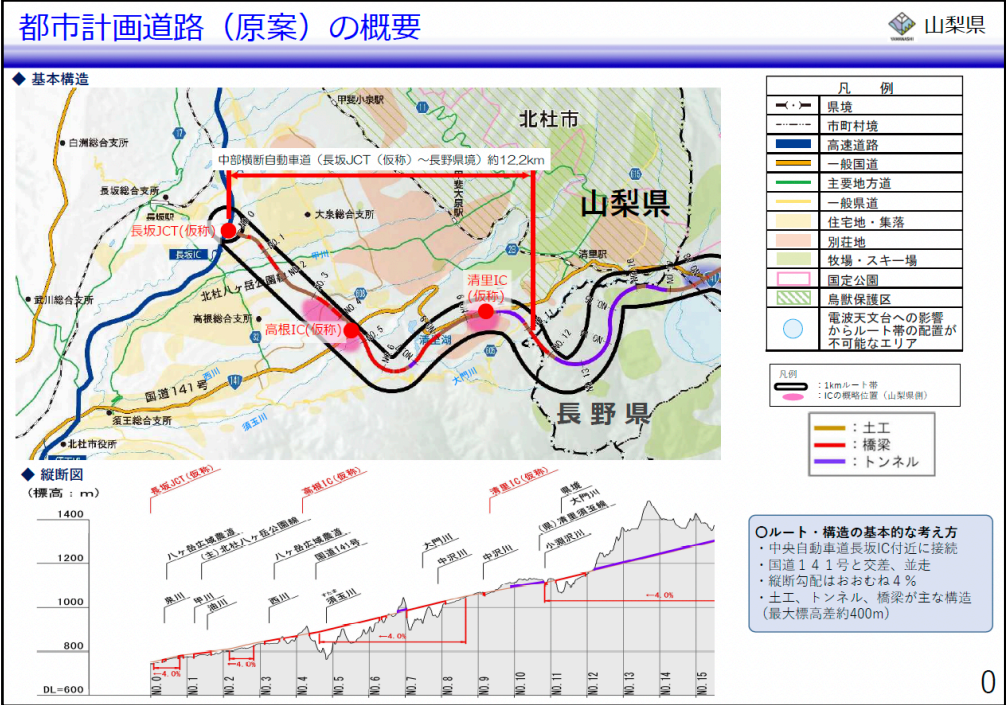 都市計画道路（原案）の概要
山梨県
◆ 基本構造
甲斐小泉駅
11
北杜市
白洲総合支所
17
中部横断自動車道（長坂JCT（仮称）～長野県境）約12.2km
長坂総合支所
甲斐大泉駅
山梨県
長坂駅
大泉総合支所
長坂JCT(仮称)
長坂IC
甲川
清里駅
北杜八ヶ岳公園線
清里IC
(仮称)
武川総合支所
高根総合支所
高根IC(仮称)
32
清里湖
西川
大門川
国道141号
141
須玉川
須玉総合支所
北杜市役所
長野県
凡　例
県境
市町村境
高速道路
一般国道
主要地方道
一般県道
住宅地・集落
別荘地
牧場・スキー場
国定公園
鳥獣保護区
電波天文台への影響
からルート帯の配置が
不可能なエリア
凡例
：1kmルート帯
：ICの概略位置（山梨県側）
：土工
：橋梁
：トンネル
◆ 縦断図
（標高：m）
長坂JCT(仮称)
高根IC(仮称)
清里IC(仮称)
1400
1200
1000
800
DL=600
八ヶ岳広域農道
(主)北杜八ヶ岳公園線
八ヶ岳広域農道
国道141号
大門川
中沢川
中沢川
県境
大門川
(県)清里須玉線
小淵沢川
泉川
甲川
油川
西川
須玉川
4.0%
4.0%
4.0%
4.0%
NO.0
NO.1
NO.2
NO.3
NO.4
NO.5
NO.6
NO.7
NO.8
NO.9
NO.10
NO.11
NO.12
NO.13
NO.14
NO.15
〇ルート・構造の基本的な考え方
・中央自動車道長坂IC付近に接続
・国道１４１号と交差、並走
・縦断勾配はおおむね４％
・土工、トンネル、橋梁が主な構造
（最大標高差約400m）
0